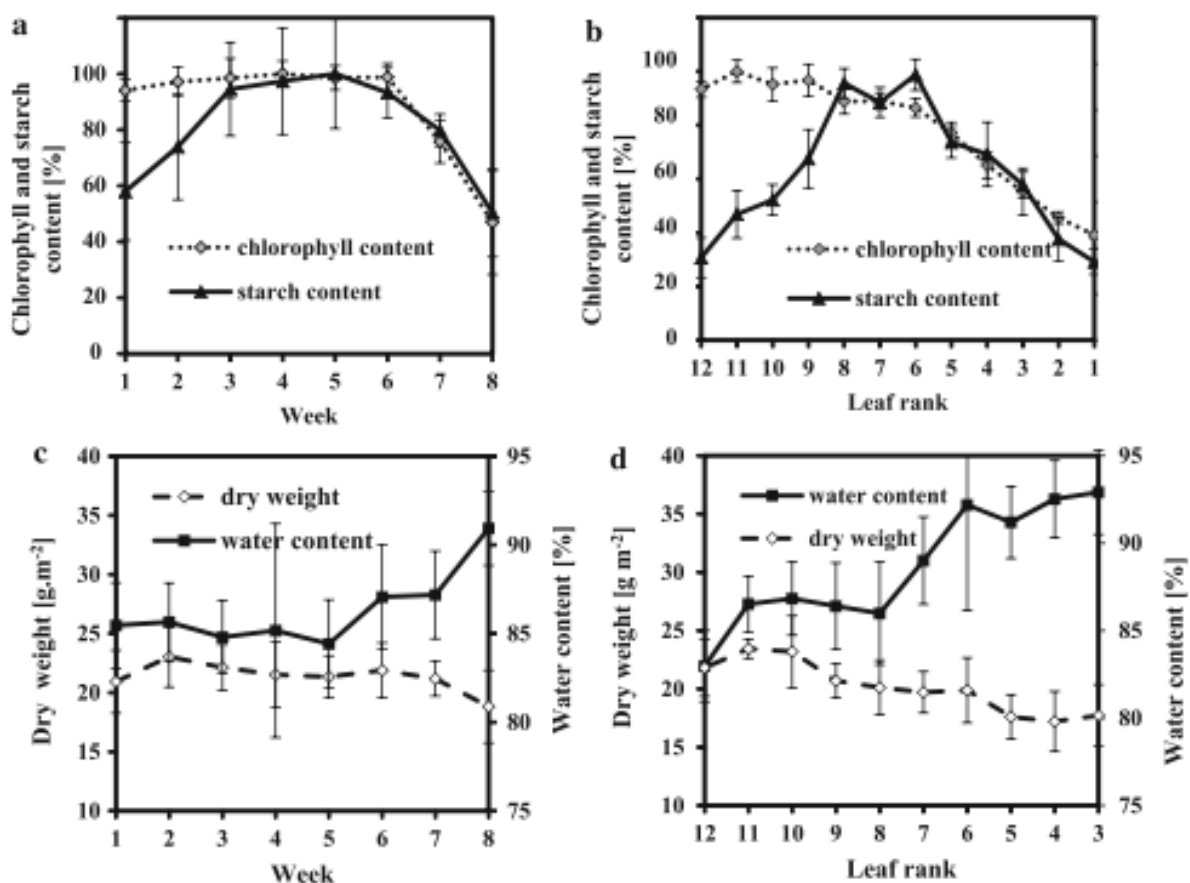 a
Chlorophyll and starch
content [%]
100
80
60
40
20
0
chlorophyll content
starch content
1 2 3 4 5 6 7 8
Week
b
Chlorophyll and starch
content [%]
100
80
60
40
20
0
chlorophyll content
starch content
12 11 10 9 8 7 6 5 4 3 2 1
Leaf rank
c
Dry weight [g.m-2]
40
35
30
25
20
15
10
dry weight
water content
95
90
85
80
75
Water content [%]
1 2 3 4 5 6 7 8
Week
d
Dry weight [g m-2]
40
35
30
25
20
15
10
water content
dry weight
95
90
85
80
75
Water content [%]
12 11 10 9 8 7 6 5 4 3
Leaf rank